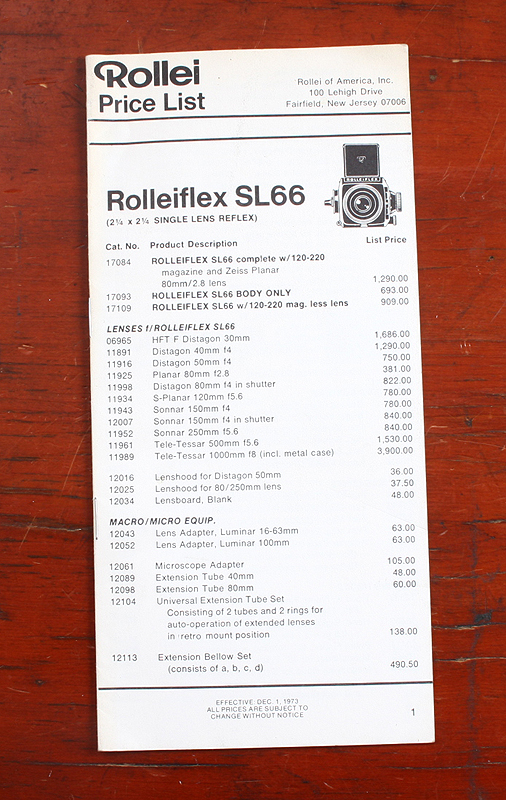 Rollei
Price List
Rollei of America, Inc.
100 Lehigh Drive
Fairfield, New Jersey 07006
Rolleiflex SL66
(2¼ x 2¼ SINGLE LENS REFLEX)
ROLLEIFLEX
Cat. No. Product Description List Price
17084 ROLLEIFLEX SL66 complete w/120-220
magazine and Zeiss Planar
80mm/2.8 lens 1,290.00
17093 HOLLEIFLEX SL66 BODY ONLY 693.00
17109 ROLLEIFLEX SL66 w/120-220 mag. less lens 909.00
LENSES f/ROLLEIFLEX SL66
06965 HFT F Distagon 30mm 1,686.00
11891 Distagon 40mm f4 1,290.00
11916 Distagon 50mm f4 750.00
11925 Planar 80mm f2.8 381.00
11998 Distagon 80mm f4 in shutter 822.00
11934 S-Planar 120mm f5.6 780.00
11943 Sonnar 150mm f4 780.00
12007 Sonnar 150mm f4 in shutter 840.00
11952 Sonnar 250mm f5.6 840.00
11961 Tele-Tessar 500mm f5.6 1,530.00
11989 Tele-Tessar 1000mm f8 (incl. metal case) 3,900.00
12016 Lenshood for Distagon 50mm 36.00
12025 Lenshood for 80/250mm lens 37.50
12034 Lensboard, Blank 48.00
MACRO/MICRO EQUIP.
12043 Lens Adapter, Luminar 16-63mm 63.00
12052 Lens Adapter, Luminar 100mm 63.00
12061 Microscope Adapter 105.00
12089 Extension Tube 40mm 48.00
12098 Extension Tube 80mm 60.00
12104 Universal Extension Tube Set
Consisting of 2 tubes and 2 rings for
auto-operation of extended lenses
in retro mount position 138.00
12113 Extension Bellow Set
(consists of a, b, c, d) 490.50
EFFECTIVE: DEC. 1, 1973
ALL PRICES ARE SUBJECT TO
CHANGE WITHOUT NOTICE
1